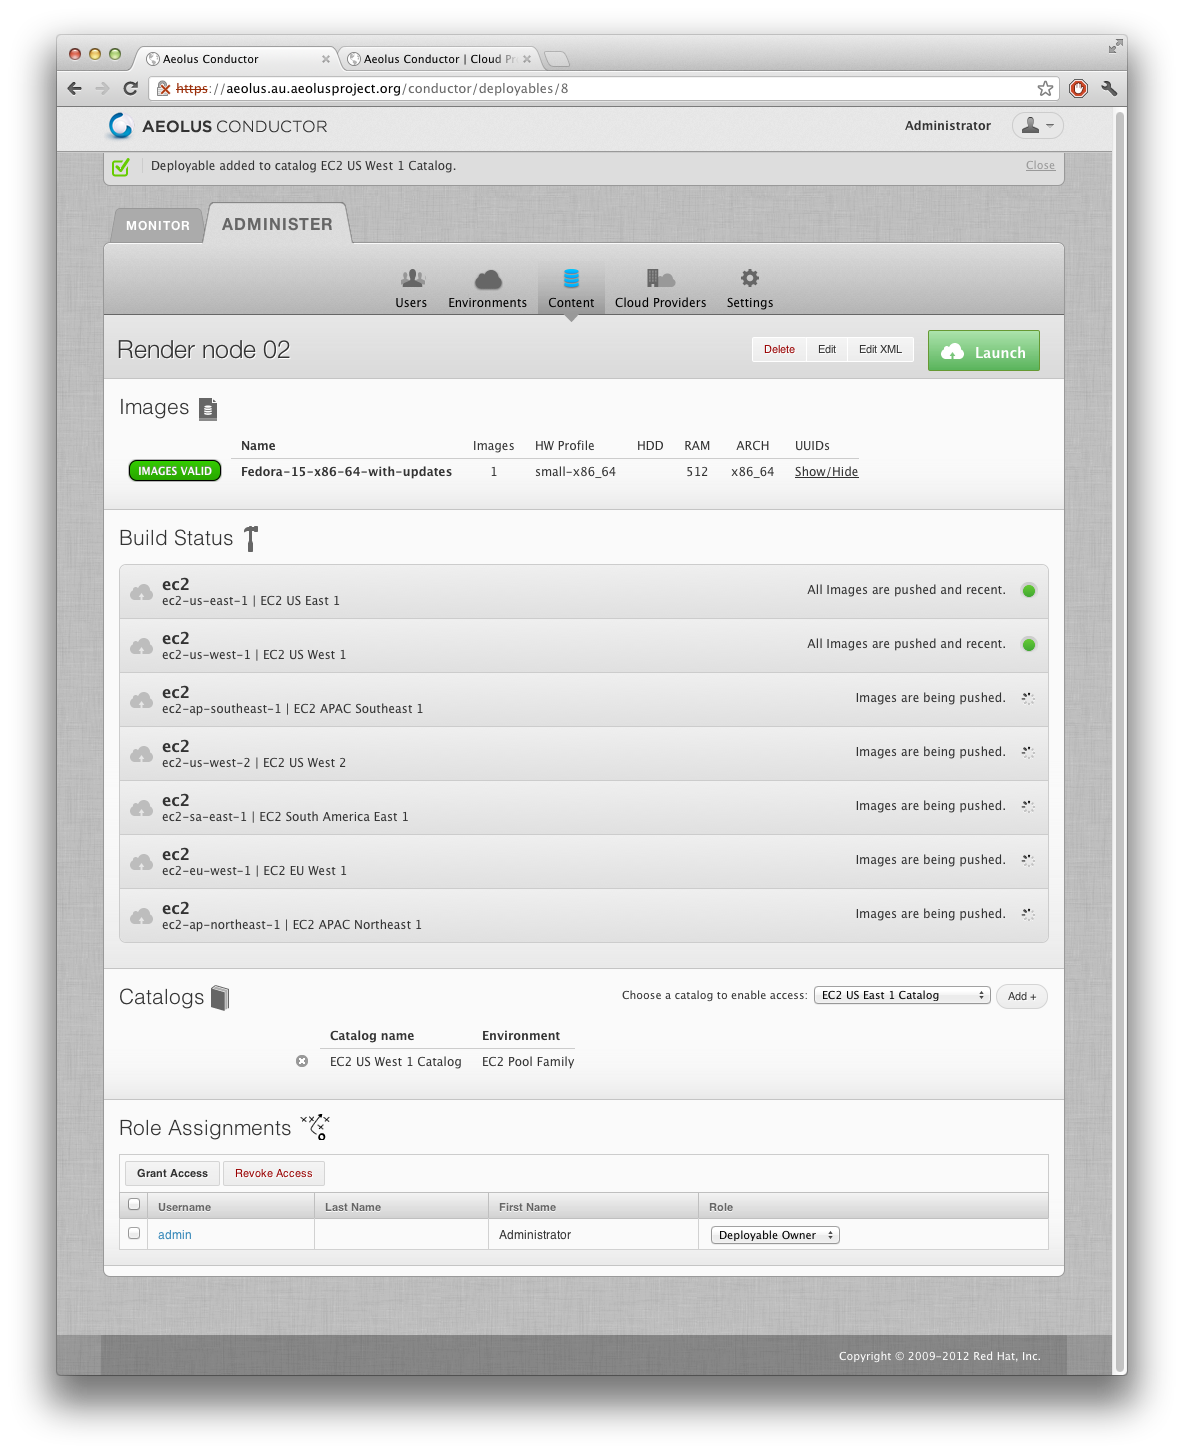 Aeolus Conductor
Aeolus Conductor | Cloud Pr
https://aeolus.au.aeolusproject.org/conductor/deployables/8
AEOLUS CONDUCTOR
Administrator
Deployable added to catalog EC2 US West 1 Catalog.
Close
MONITOR
ADMINISTER
Users
Environments
Content
Cloud Providers
Settings
Render node 02
Delete
Edit
Edit XML
Launch
Images
Name Images HW Profile HDD RAM ARCH UUIDs
IMAGES VALID
Fedora-15-x86-64-with-updates 1 small-x86_64 512 x86_64 Show/Hide
Build Status
ec2
ec2-us-east-1 | EC2 US East 1
All Images are pushed and recent.
ec2
ec2-us-west-1 | EC2 US West 1
All Images are pushed and recent.
ec2
ec2-ap-southeast-1 | EC2 APAC Southeast 1
Images are being pushed.
ec2
ec2-us-west-2 | EC2 US West 2
Images are being pushed.
ec2
ec2-sa-east-1 | EC2 South America East 1
Images are being pushed.
ec2
ec2-eu-west-1 | EC2 EU West 1
Images are being pushed.
ec2
ec2-ap-northeast-1 | EC2 APAC Northeast 1
Images are being pushed.
Catalogs
Choose a catalog to enable access: EC2 US East 1 Catalog Add +
Catalog name Environment
EC2 US West 1 Catalog EC2 Pool Family
Role Assignments
Grant Access Revoke Access
Username Last Name First Name Role
admin Administrator Deployable Owner
Copyright © 2009-2012 Red Hat, Inc.